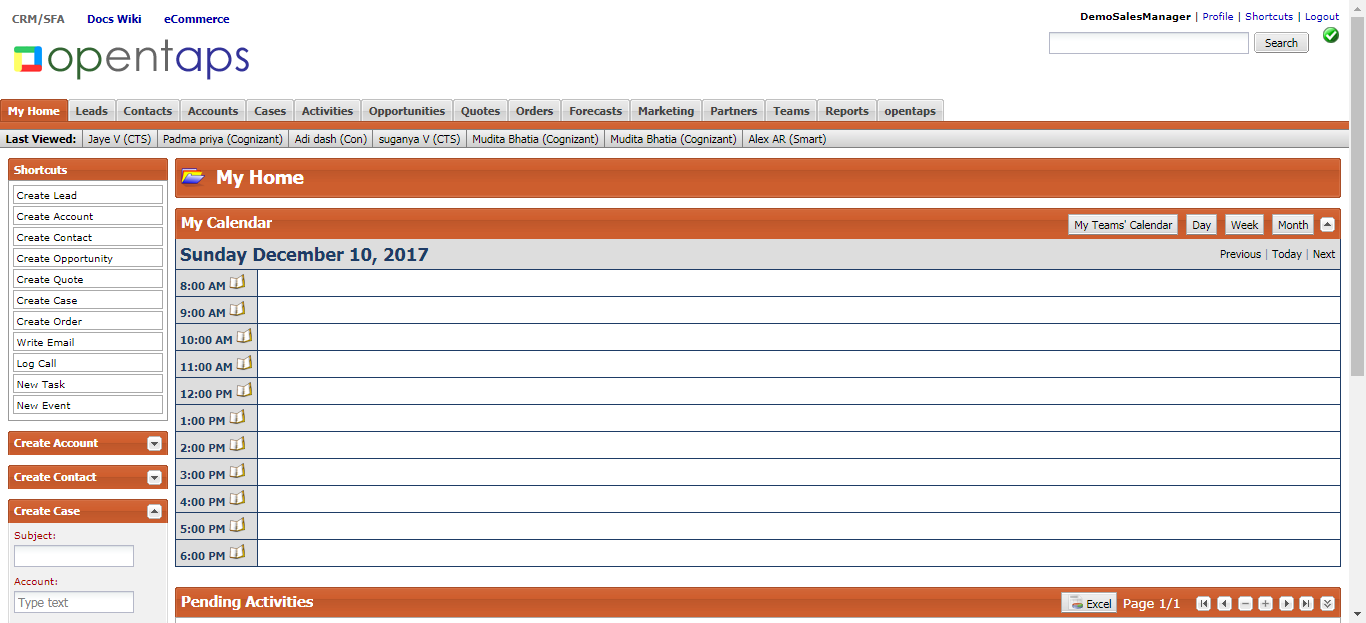 CRM/SFA Docs Wiki eCommerce
DemoSalesManager | Profile | Shortcuts | Logout
opentaps
Search
My Home Leads Contacts Accounts Cases Activities Opportunities Quotes Orders Forecasts Marketing Partners Teams Reports opentaps
Last Viewed: Jaye V (CTS) Padma priya (Cognizant) Adi dash (Con) suganya V (CTS) Mudita Bhatia (Cognizant) Mudita Bhatia (Cognizant) Alex AR (Smart)
Shortcuts
Create Lead
Create Account
Create Contact
Create Opportunity
Create Quote
Create Case
Create Order
Write Email
Log Call
New Task
New Event
Create Account
Create Contact
Create Case
Subject:
Account:
Type text
My Home
My Calendar
My Teams' Calendar Day Week Month
Sunday December 10, 2017
Previous | Today | Next
8:00 AM
9:00 AM
10:00 AM
11:00 AM
12:00 PM
1:00 PM
2:00 PM
3:00 PM
4:00 PM
5:00 PM
6:00 PM
Pending Activities
Excel Page 1/1